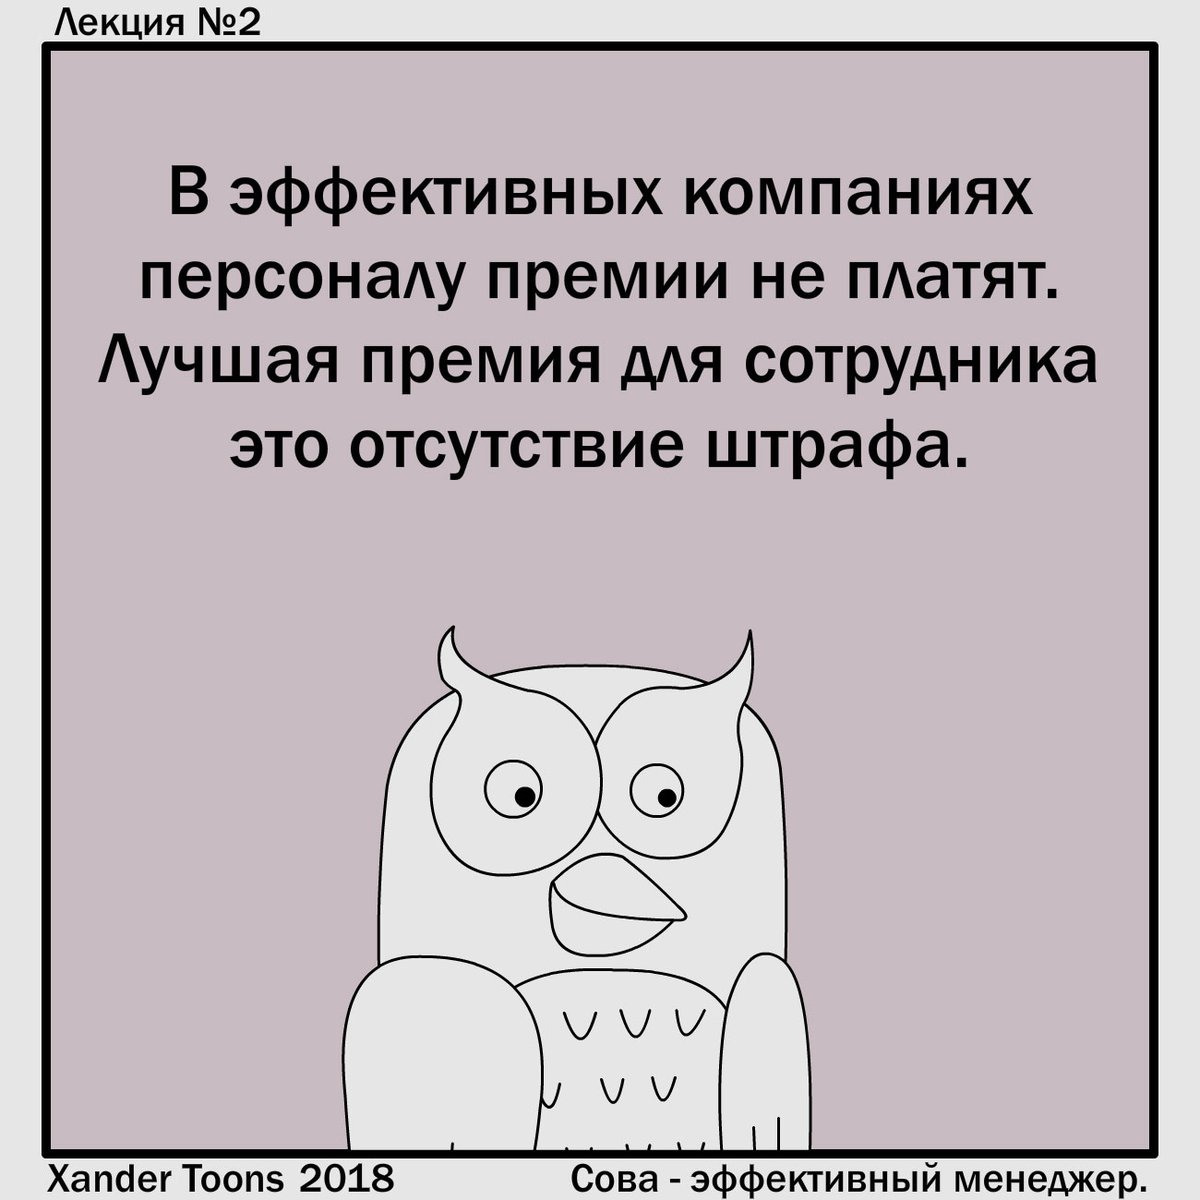 Лекция №2
В эффективных компаниях
персоналу премии не платят.
Лучшая премия для сотрудника
это отсутствие штрафа.
Xander Toons 2018
Сова - эффективный менеджер.